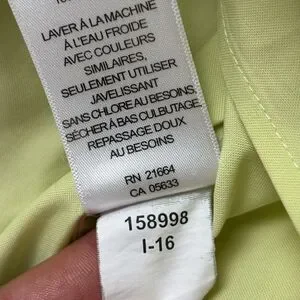 LAVER À LA MACHINE
À L'EAU FROIDE
AVEC COULEURS
SIMILAIRES,
SEULEMENT UTILISER
JAVELISSANT
SANS CHLORE AU BESOINS,
SÉCHER À BAS CULBUTAGE,
REPASSAGE DOUX
AU BESOINS
RN 21664
CA 05633
158998
I-16